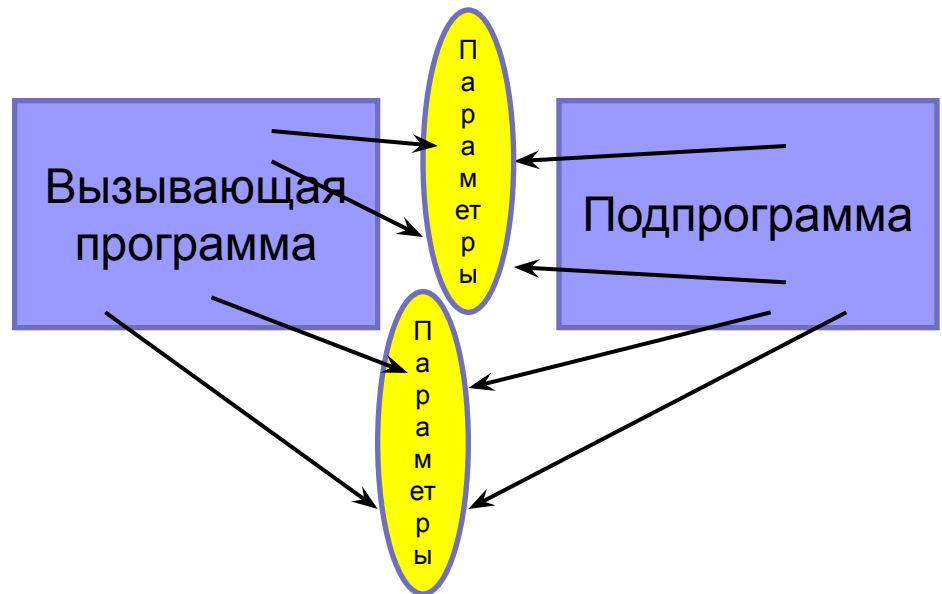 Вызывающая
программа
П
а
р
а
м
ет
р
ы
Подпрограмма
П
а
р
а
м
ет
р
ы